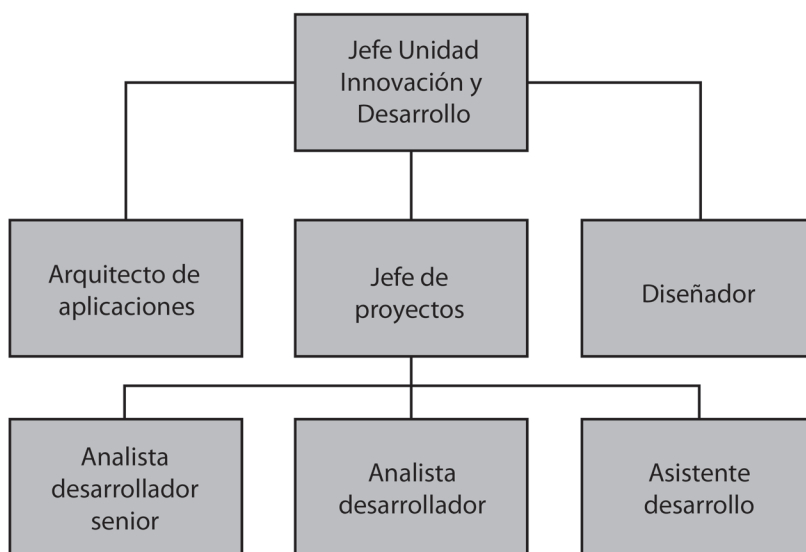 Jefe Unidad
Innovación y
Desarrollo
Arquitecto de
aplicaciones
Jefe de
proyectos
Diseñador
Analista
desarrollador
senior
Analista
desarrollador
Asistente
desarrollo